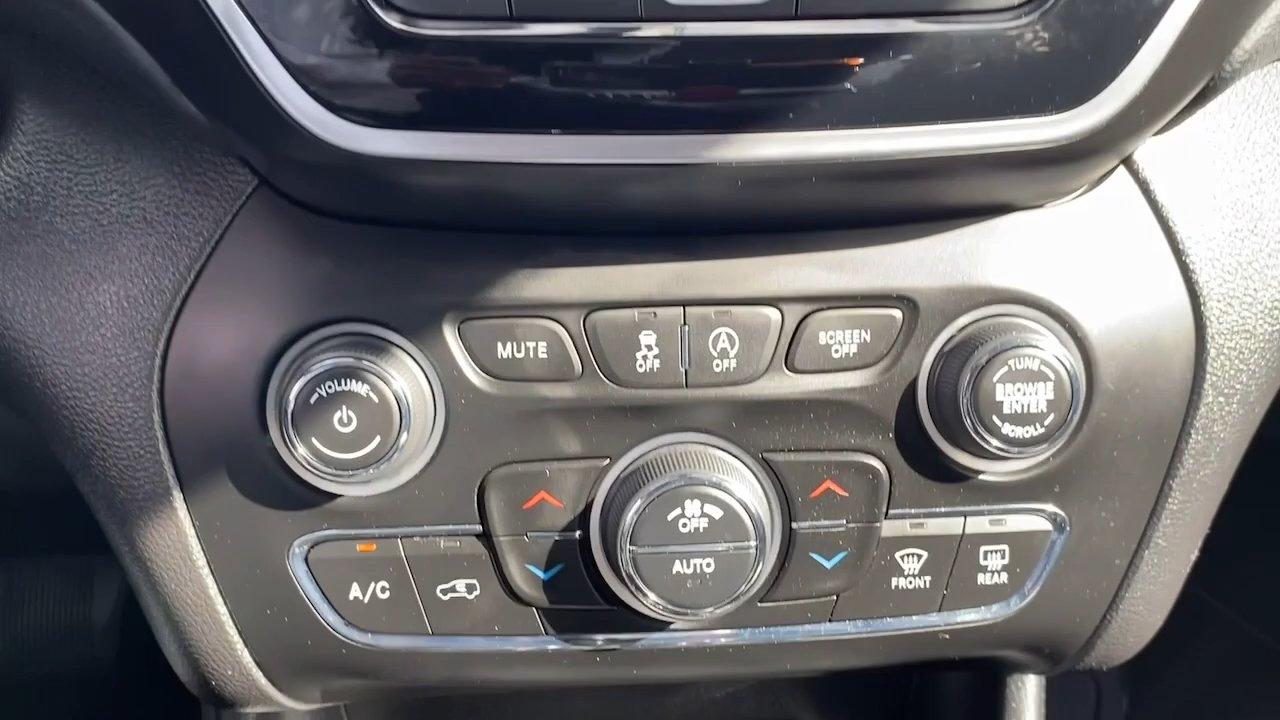 MUTE
OFF
OFF
SCREEN
OFF
VOLUME
TUNE
BROWSE
ENTER
SCROLL
OFF
AUTO
A/C
FRONT
REAR